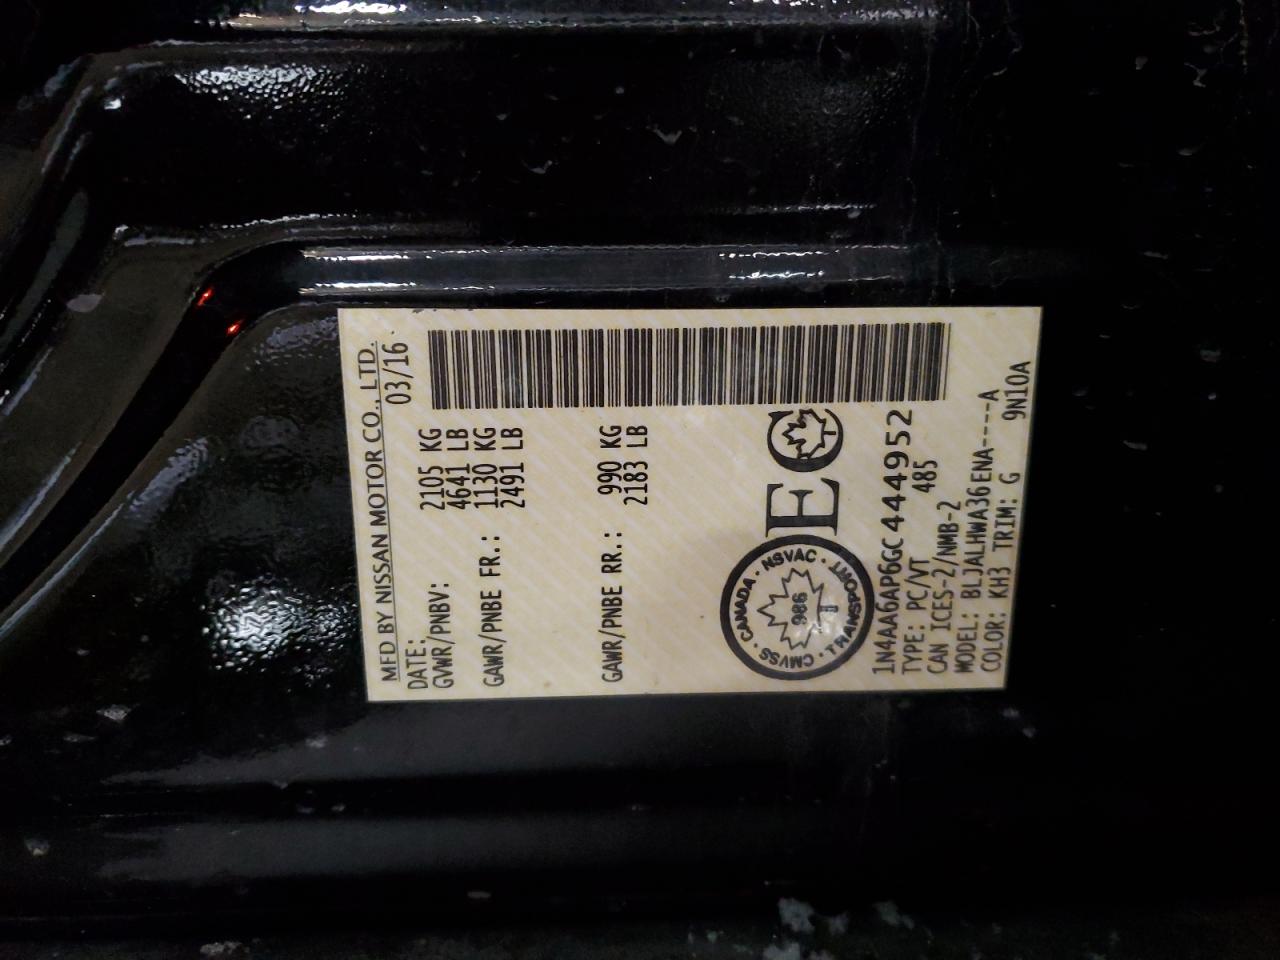 MFD BY NISSAN MOTOR CO., LTD.
DATE: 03/16
GVWR/PNBV: 2105 KG
4641 LB
GAWR/PNBE FR.: 1130 KG
2491 LB
GAWR/PNBE RR.: 990 KG
2183 LB
CMVSS · CANADA · NSVAC · TRANSPORT
986
EC
1N4AA6AP6GC444952
TYPE: PC/VT 485
CAN ICES-2/NMB-2
MODEL: BLJALHWA36ENA----A
COLOR: KH3 TRIM: G 9N10A